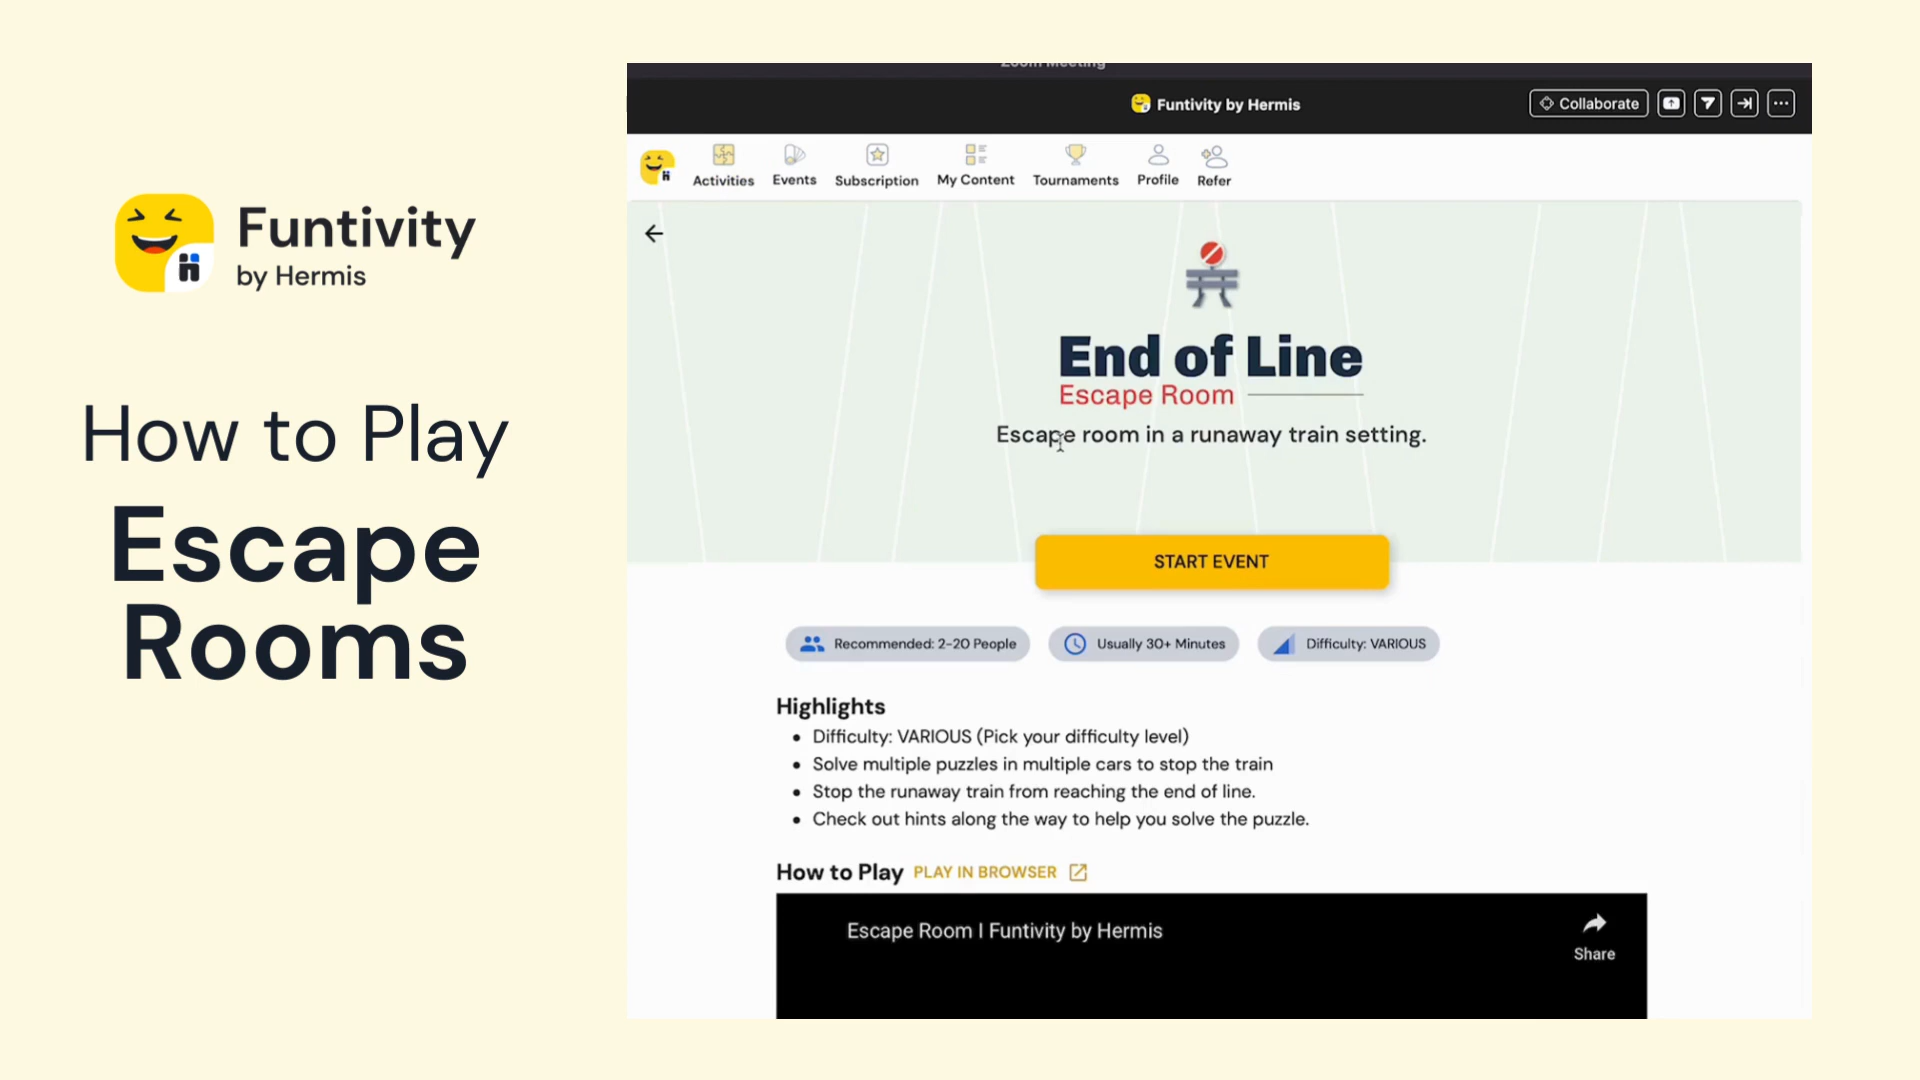 Funtivity
by Hermis
How to Play
Escape
Rooms
Zoom Meeting
Funtivity by Hermis
Collaborate
Activities
Events
Subscription
My Content
Tournaments
Profile
Refer
End of Line
Escape Room
Escape room in a runaway train setting.
START EVENT
Recommended: 2-20 People
Usually 30+ Minutes
Difficulty: VARIOUS
Highlights
Difficulty: VARIOUS (Pick your difficulty level)
Solve multiple puzzles in multiple cars to stop the train
Stop the runaway train from reaching the end of line.
Check out hints along the way to help you solve the puzzle.
How to Play PLAY IN BROWSER
Escape Room I Funtivity by Hermis
Share